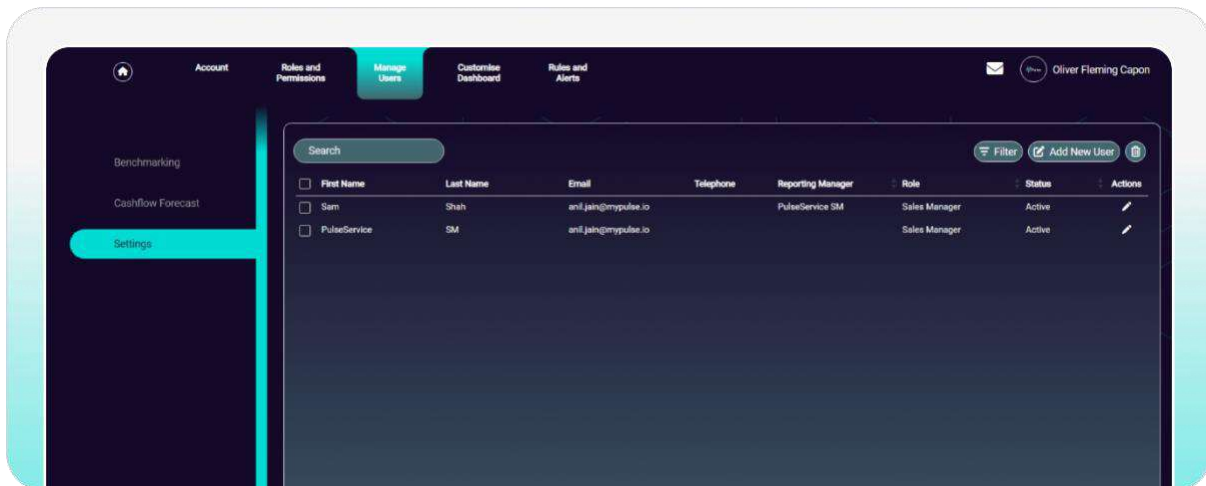 Account
Roles and
Permissions
Manage
Users
Customise
Dashboard
Rules and
Alerts
Oliver Fleming Capon
Benchmarking
Cashflow Forecast
Settings
Search
Filter
Add New User
First Name Last Name Email Telephone Reporting Manager Role Status Actions
Sam Shah anil.jain@mypulse.io PulseService SM Sales Manager Active
PulseService SM anil.jain@mypulse.io Sales Manager Active